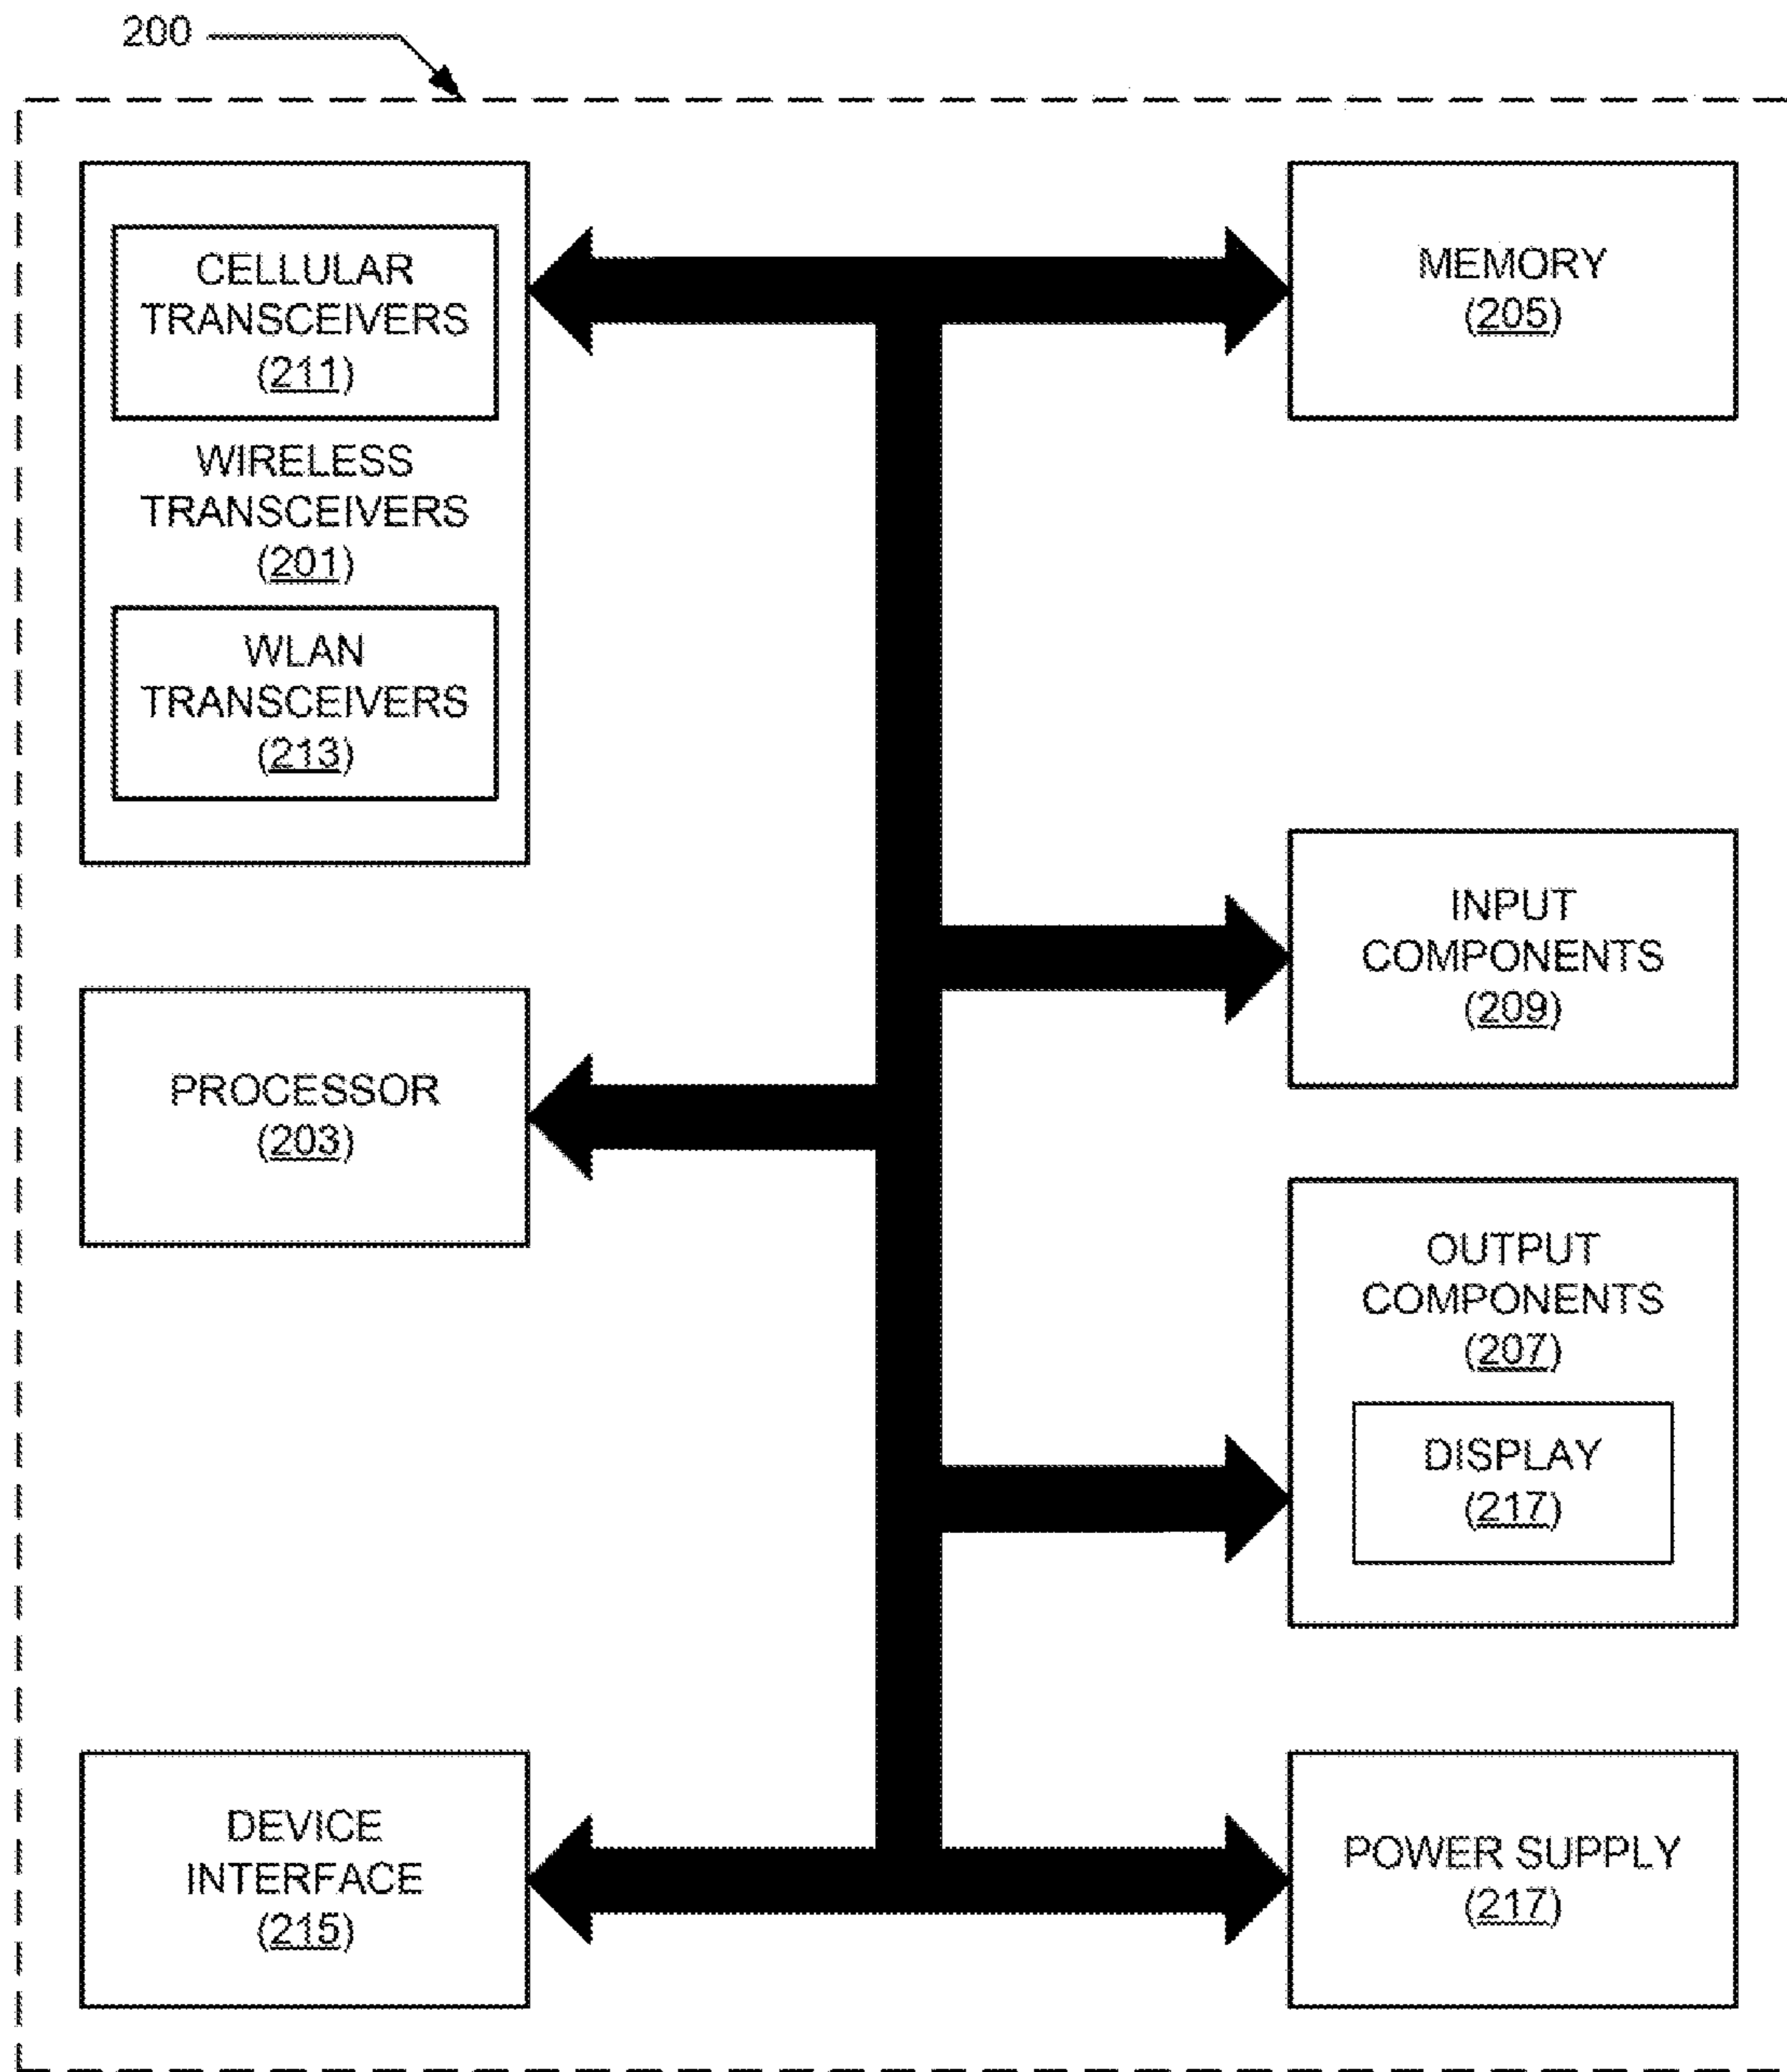 200
CELLULAR
TRANSCEIVERS
(211)
WIRELESS
TRANSCEIVERS
(201)
WLAN
TRANSCEIVERS
(213)
MEMORY
(205)
INPUT
COMPONENTS
(209)
PROCESSOR
(203)
OUTPUT
COMPONENTS
(207)
DISPLAY
(217)
DEVICE
INTERFACE
(215)
POWER SUPPLY
(217)